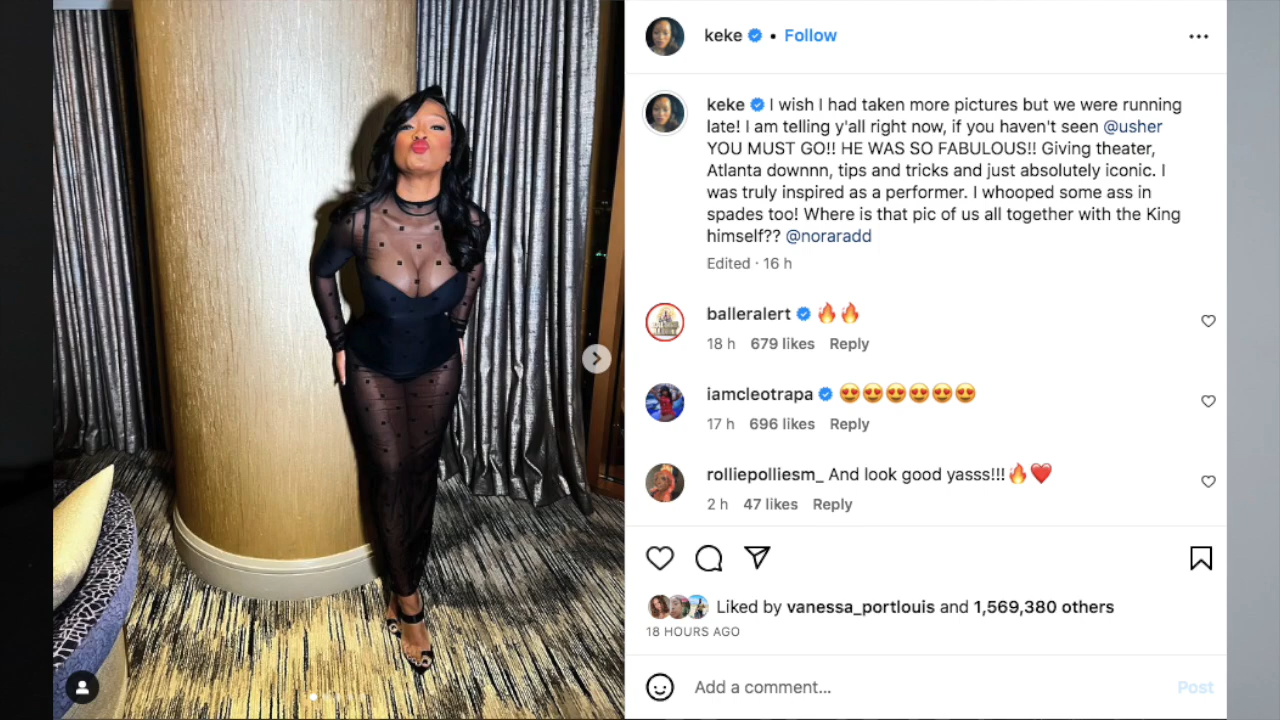 keke • Follow
keke I wish I had taken more pictures but we were running
late! I am telling y'all right now, if you haven't seen @usher
YOU MUST GO!! HE WAS SO FABULOUS!! Giving theater,
Atlanta downnn, tips and tricks and just absolutely iconic. I
was truly inspired as a performer. I whooped some ass in
spades too! Where is that pic of us all together with the King
himself?? @noraradd
Edited · 16 h
balleralert 🔥🔥
18 h 679 likes Reply
iamcleotrapa 😍😍😍😍😍😍
17 h 696 likes Reply
rolliepolliesm_ And look good yasss!!!🔥❤️
2 h 47 likes Reply
Liked by vanessa_portlouis and 1,569,380 others
18 HOURS AGO
Add a comment...
Post